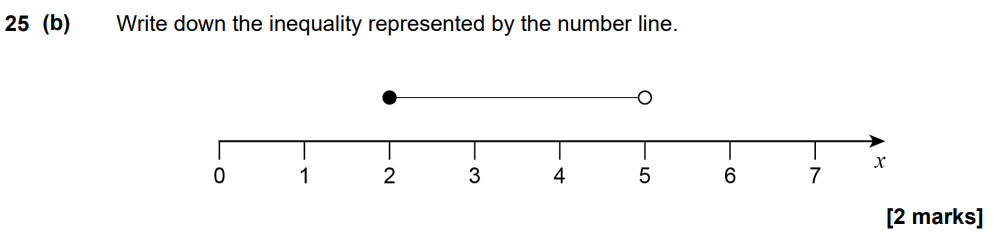 25 (b) Write down the inequality represented by the number line.
0 1 2 3 4 5 6 7 x
[2 marks]